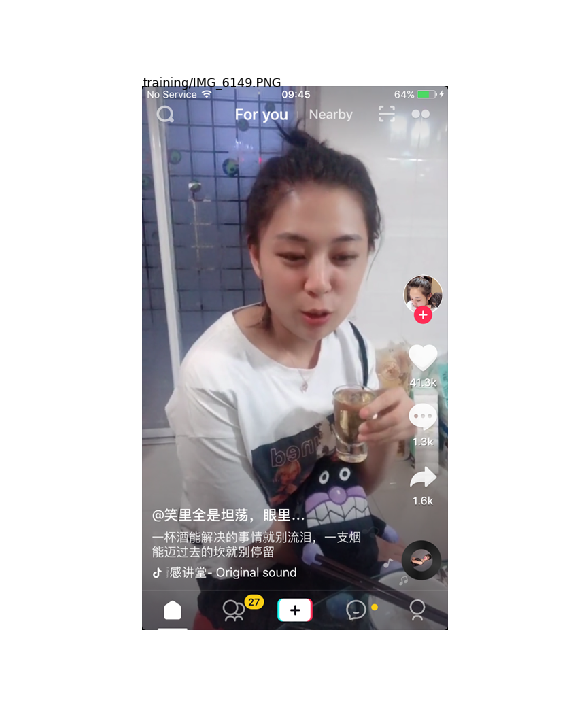 training/IMG_6149.PNG
No Service 09:45 64%
For you Nearby
41.3k
1.3k
1.6k
ben
@笑里全是坦荡，眼里...
一杯酒能解决的事情就别流泪，一支烟
能迈过去的坎就别停留
i感讲堂- Original sound
27